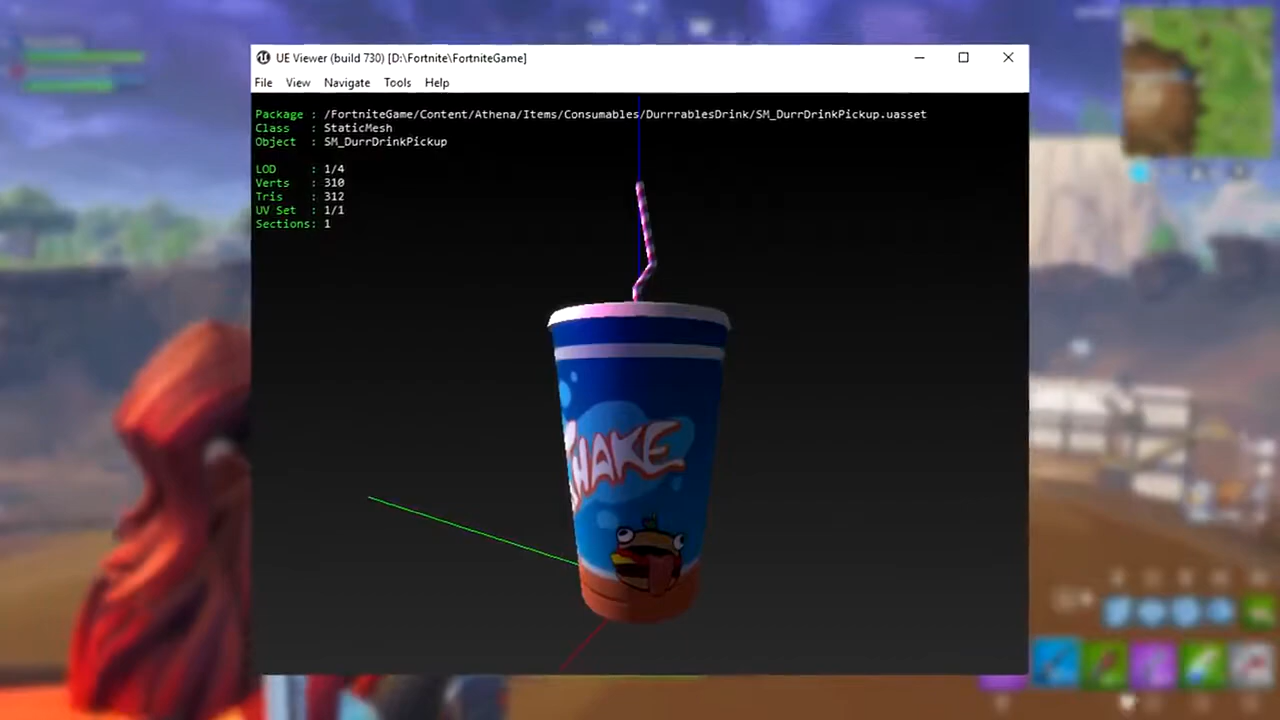 UE Viewer (build 730) [D:\Fortnite\FortniteGame]
File View Navigate Tools Help
Package : /FortniteGame/Content/Athena/Items/Consumables/DurrrablesDrink/SM_DurrDrinkPickup.uasset
Class : StaticMesh
Object : SM_DurrDrinkPickup
LOD : 1/4
Verts : 310
Tris : 312
UV Set : 1/1
Sections: 1
SHAKE